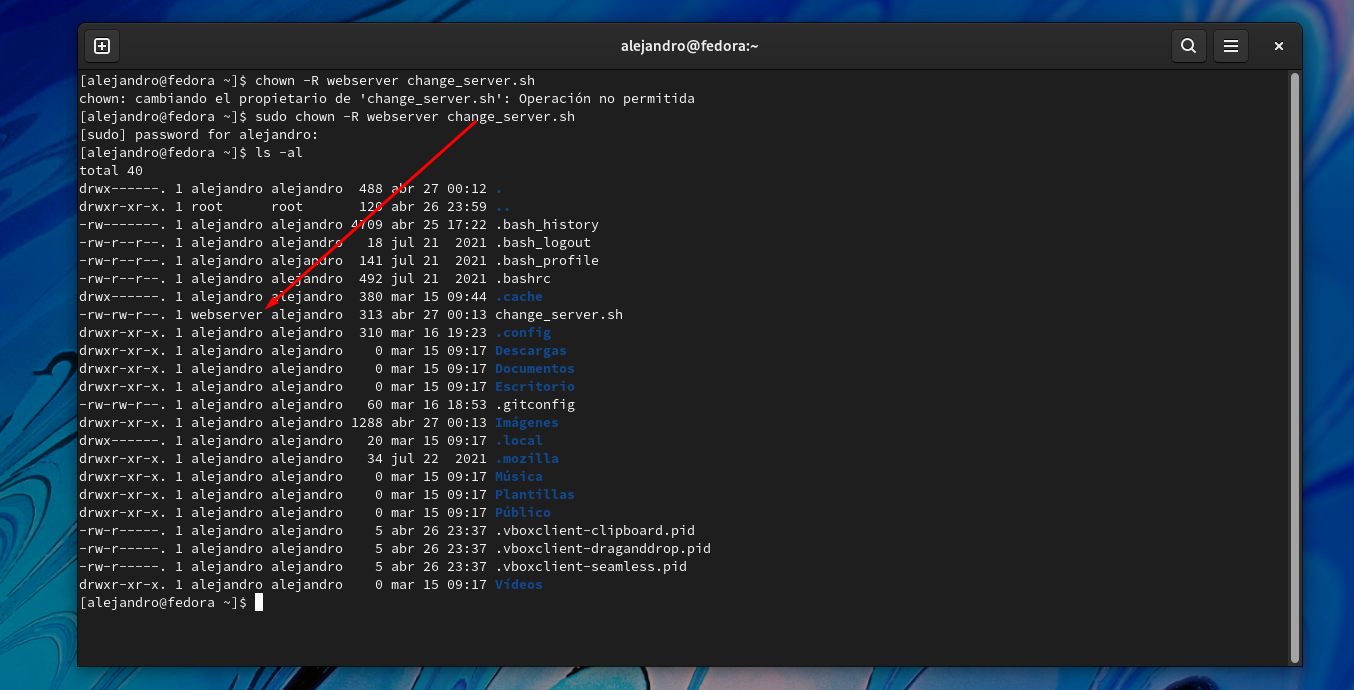 alejandro@fedora:~
[alejandro@fedora ~]$ chown -R webserver change_server.sh
chown: cambiando el propietario de 'change_server.sh': Operación no permitida
[alejandro@fedora ~]$ sudo chown -R webserver change_server.sh
[sudo] password for alejandro:
[alejandro@fedora ~]$ ls -al
total 40
drwx------. 1 alejandro alejandro  488 abr 27 00:12 .
drwxr-xr-x. 1 root      root       120 abr 26 23:59 ..
-rw-------. 1 alejandro alejandro 4709 abr 25 17:22 .bash_history
-rw-r--r--. 1 alejandro alejandro   18 jul 21  2021 .bash_logout
-rw-r--r--. 1 alejandro alejandro  141 jul 21  2021 .bash_profile
-rw-r--r--. 1 alejandro alejandro  492 jul 21  2021 .bashrc
drwx------. 1 alejandro alejandro  380 mar 15 09:44 .cache
-rw-rw-r--. 1 webserver alejandro  313 abr 27 00:13 change_server.sh
drwxr-xr-x. 1 alejandro alejandro  310 mar 16 19:23 .config
drwxr-xr-x. 1 alejandro alejandro    0 mar 15 09:17 Descargas
drwxr-xr-x. 1 alejandro alejandro    0 mar 15 09:17 Documentos
drwxr-xr-x. 1 alejandro alejandro    0 mar 15 09:17 Escritorio
-rw-rw-r--. 1 alejandro alejandro   60 mar 16 18:53 .gitconfig
drwxr-xr-x. 1 alejandro alejandro 1288 abr 27 00:13 Imágenes
drwx------. 1 alejandro alejandro   20 mar 15 09:17 .local
drwxr-xr-x. 1 alejandro alejandro   34 jul 22  2021 .mozilla
drwxr-xr-x. 1 alejandro alejandro    0 mar 15 09:17 Música
drwxr-xr-x. 1 alejandro alejandro    0 mar 15 09:17 Plantillas
drwxr-xr-x. 1 alejandro alejandro    0 mar 15 09:17 Público
-rw-r-----. 1 alejandro alejandro    5 abr 26 23:37 .vboxclient-clipboard.pid
-rw-r-----. 1 alejandro alejandro    5 abr 26 23:37 .vboxclient-draganddrop.pid
-rw-r-----. 1 alejandro alejandro    5 abr 26 23:37 .vboxclient-seamless.pid
drwxr-xr-x. 1 alejandro alejandro    0 mar 15 09:17 Vídeos
[alejandro@fedora ~]$